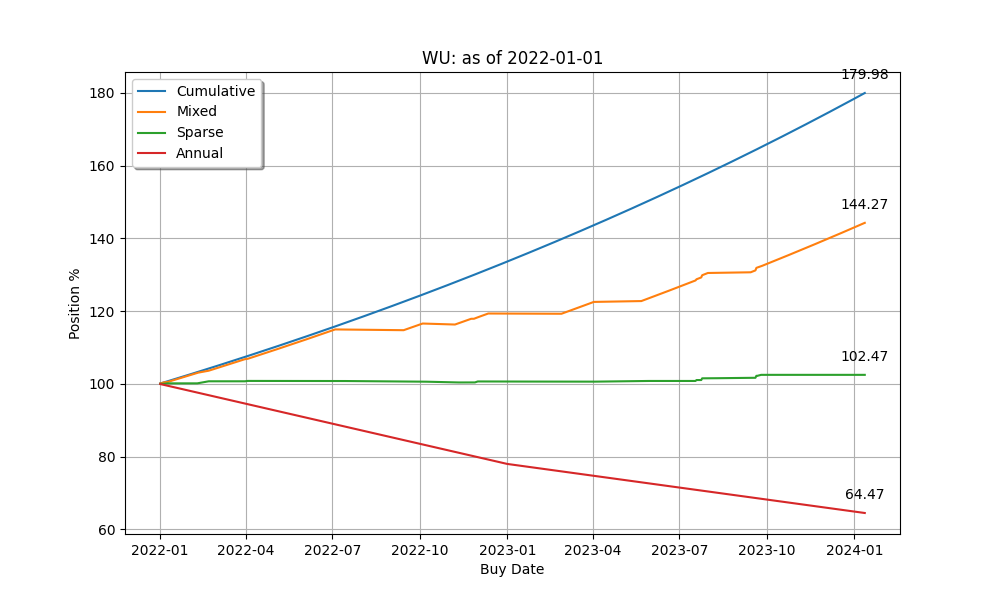 WU: as of 2022-01-01
179.98
180
Cumulative
Mixed
Sparse
Annual
160
144.27
140
120
102.47
100
80
64.47
60
Position %
2022-01 2022-04 2022-07 2022-10 2023-01 2023-04 2023-07 2023-10 2024-01
Buy Date